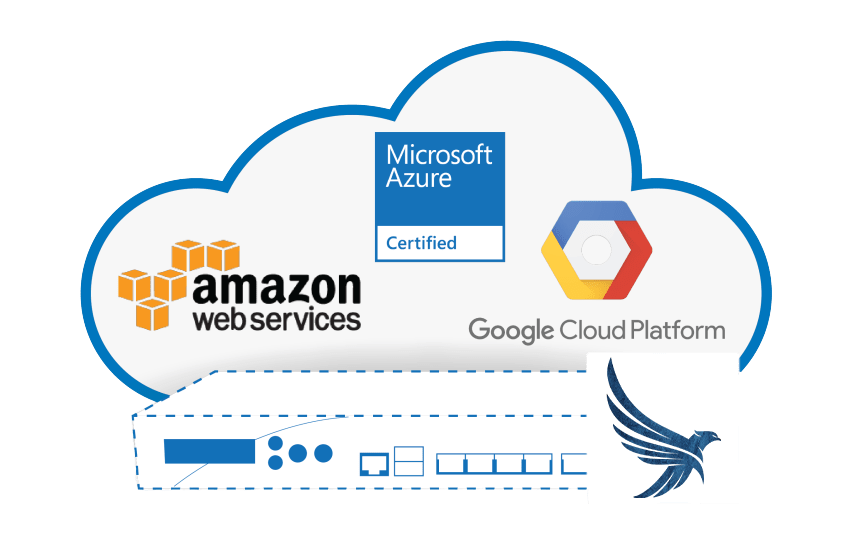 Microsoft
Azure
Certified
amazon
web services
Google Cloud Platform